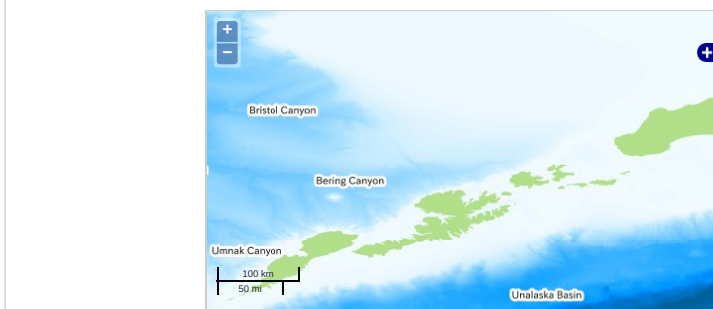 +
−
+
Bristol Canyon
Bering Canyon
Umnak Canyon
100 km
50 mi
Unalaska Basin